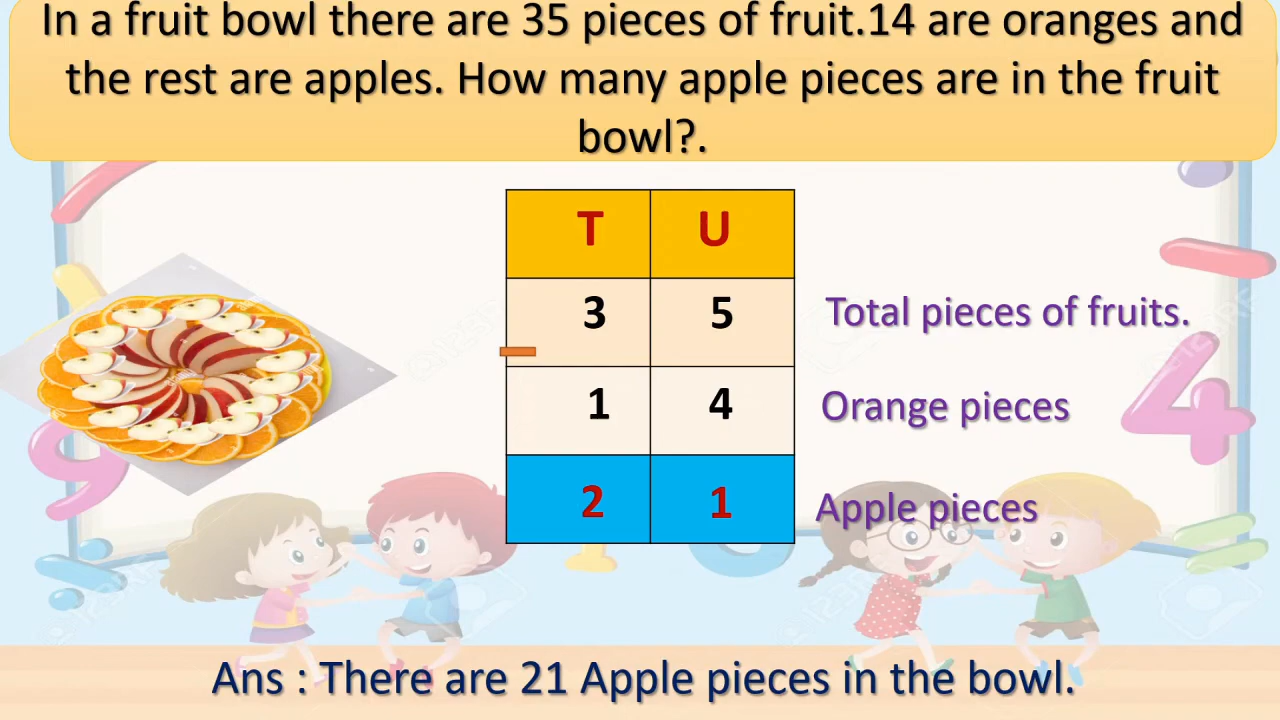 In a fruit bowl there are 35 pieces of fruit.14 are oranges and
the rest are apples. How many apple pieces are in the fruit
bowl?.
T U
3 5 Total pieces of fruits.
1 4 Orange pieces
2 1 Apple pieces
9
4
Ans : There are 21 Apple pieces in the bowl.